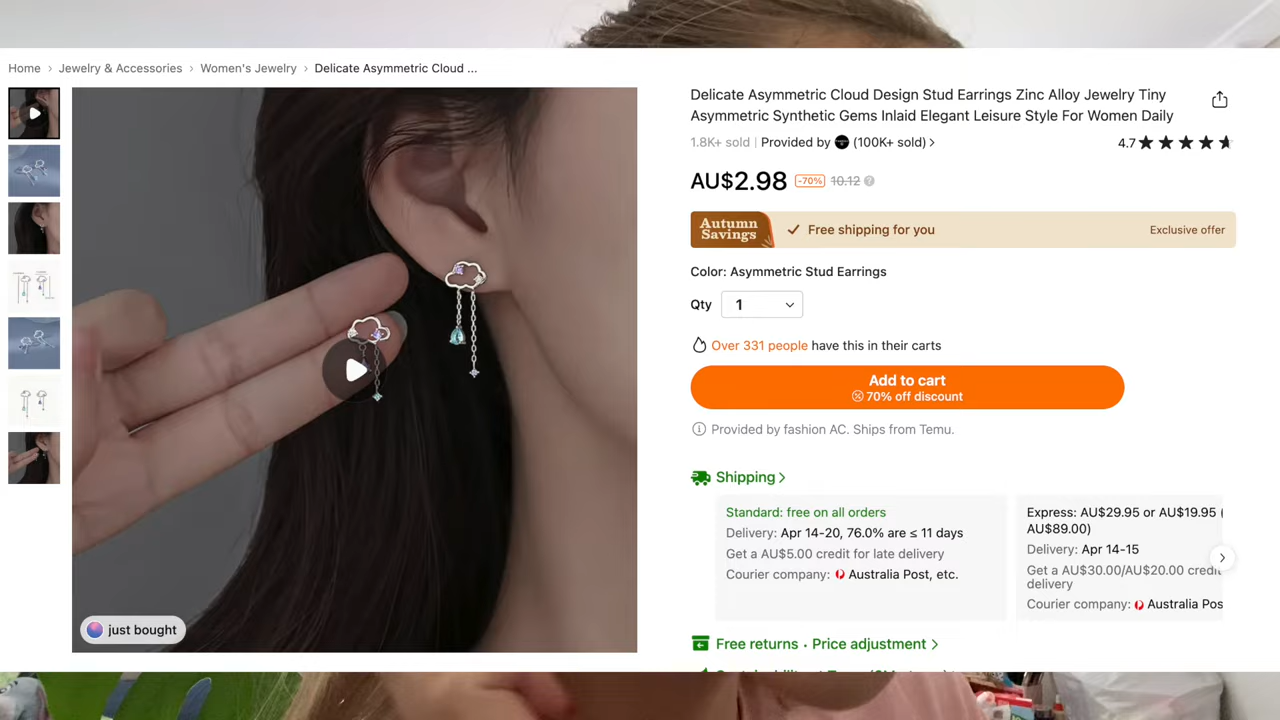 Home > Jewelry & Accessories > Women's Jewelry > Delicate Asymmetric Cloud ...
Delicate Asymmetric Cloud Design Stud Earrings Zinc Alloy Jewelry Tiny
Asymmetric Synthetic Gems Inlaid Elegant Leisure Style For Women Daily
1.8K+ sold | Provided by (100K+ sold) >
4.7
AU$2.98 -70% 10.12 ?
Autumn
Savings
Free shipping for you
Exclusive offer
Color: Asymmetric Stud Earrings
Qty 1
Over 331 people have this in their carts
Add to cart
70% off discount
Provided by fashion AC. Ships from Temu.
Shipping >
Standard: free on all orders
Delivery: Apr 14-20, 76.0% are ≤ 11 days
Get a AU$5.00 credit for late delivery
Courier company: Australia Post, etc.
Express: AU$29.95 or AU$19.95 (
AU$89.00)
Delivery: Apr 14-15
Get a AU$30.00/AU$20.00 credit
delivery
Courier company: Australia Pos
just bought
Free returns · Price adjustment >